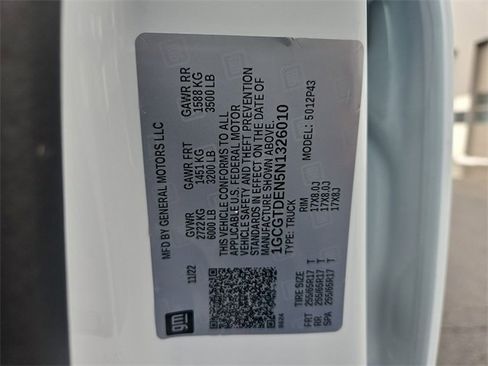 MFD BY GENERAL MOTORS LLC
11/22
GVWR
2722 KG
6000 LB
GAWR FRT
1451 KG
3200 LB
GAWR RR
1588 KG
3500 LB
THIS VEHICLE CONFORMS TO ALL
APPLICABLE U.S. FEDERAL MOTOR
VEHICLE SAFETY AND THEFT PREVENTION
STANDARDS IN EFFECT ON THE DATE OF
MANUFACTURE SHOWN ABOVE.
1GCGTDEN5N1326010
TYPE: TRUCK
MODEL: 5012P43
TIRE SIZE RIM
FRT 255/65R17 T 17X8.0J
RR 255/65R17 T 17X8.0J
SPA 255/65R17 T 17X8J
gm